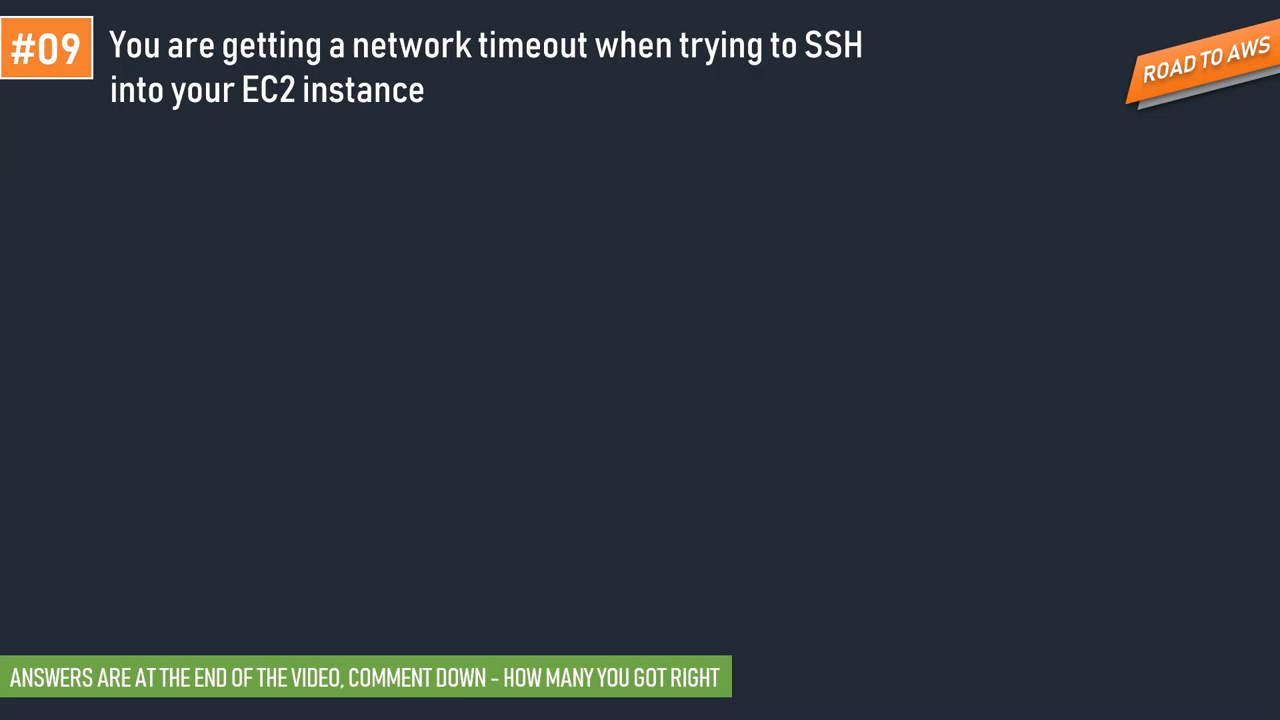 #09
You are getting a network timeout when trying to SSH
into your EC2 instance
ROAD TO AWS
ANSWERS ARE AT THE END OF THE VIDEO, COMMENT DOWN - HOW MANY YOU GOT RIGHT